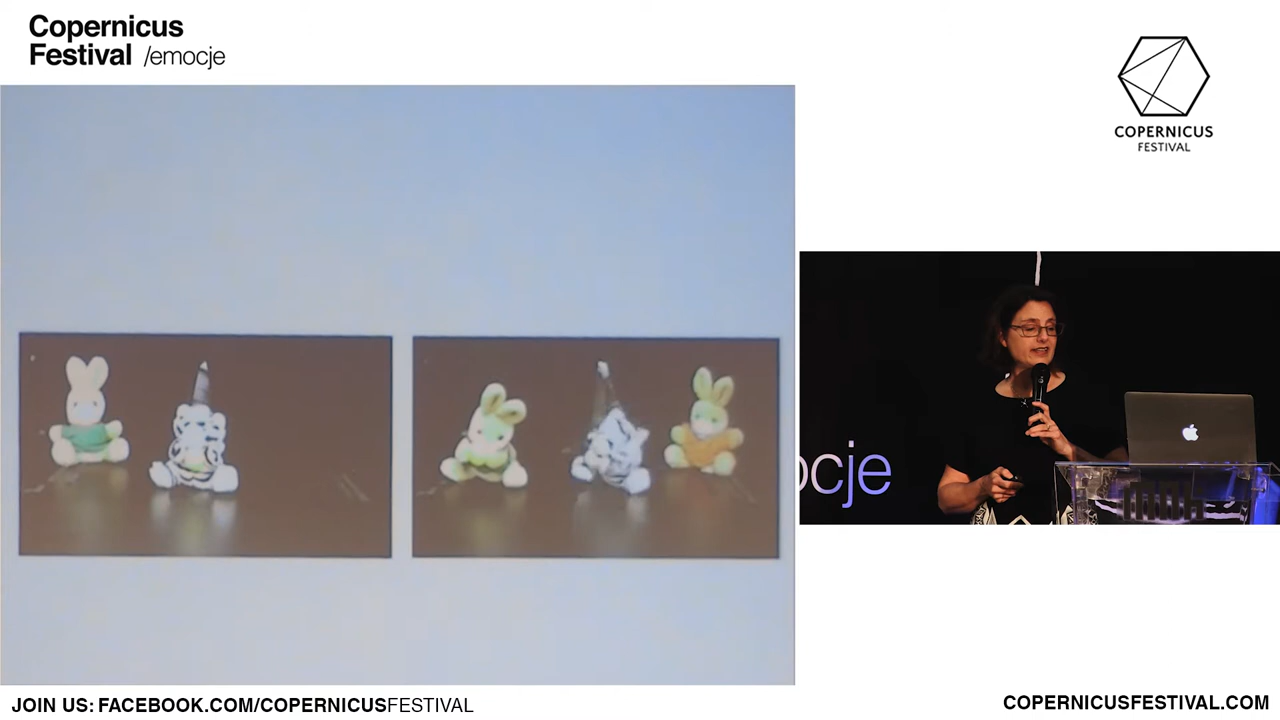 Copernicus
Festival /emocje
COPERNICUS
FESTIVAL
ocje
JOIN US: FACEBOOK.COM/COPERNICUSFESTIVAL
COPERNICUSFESTIVAL.COM